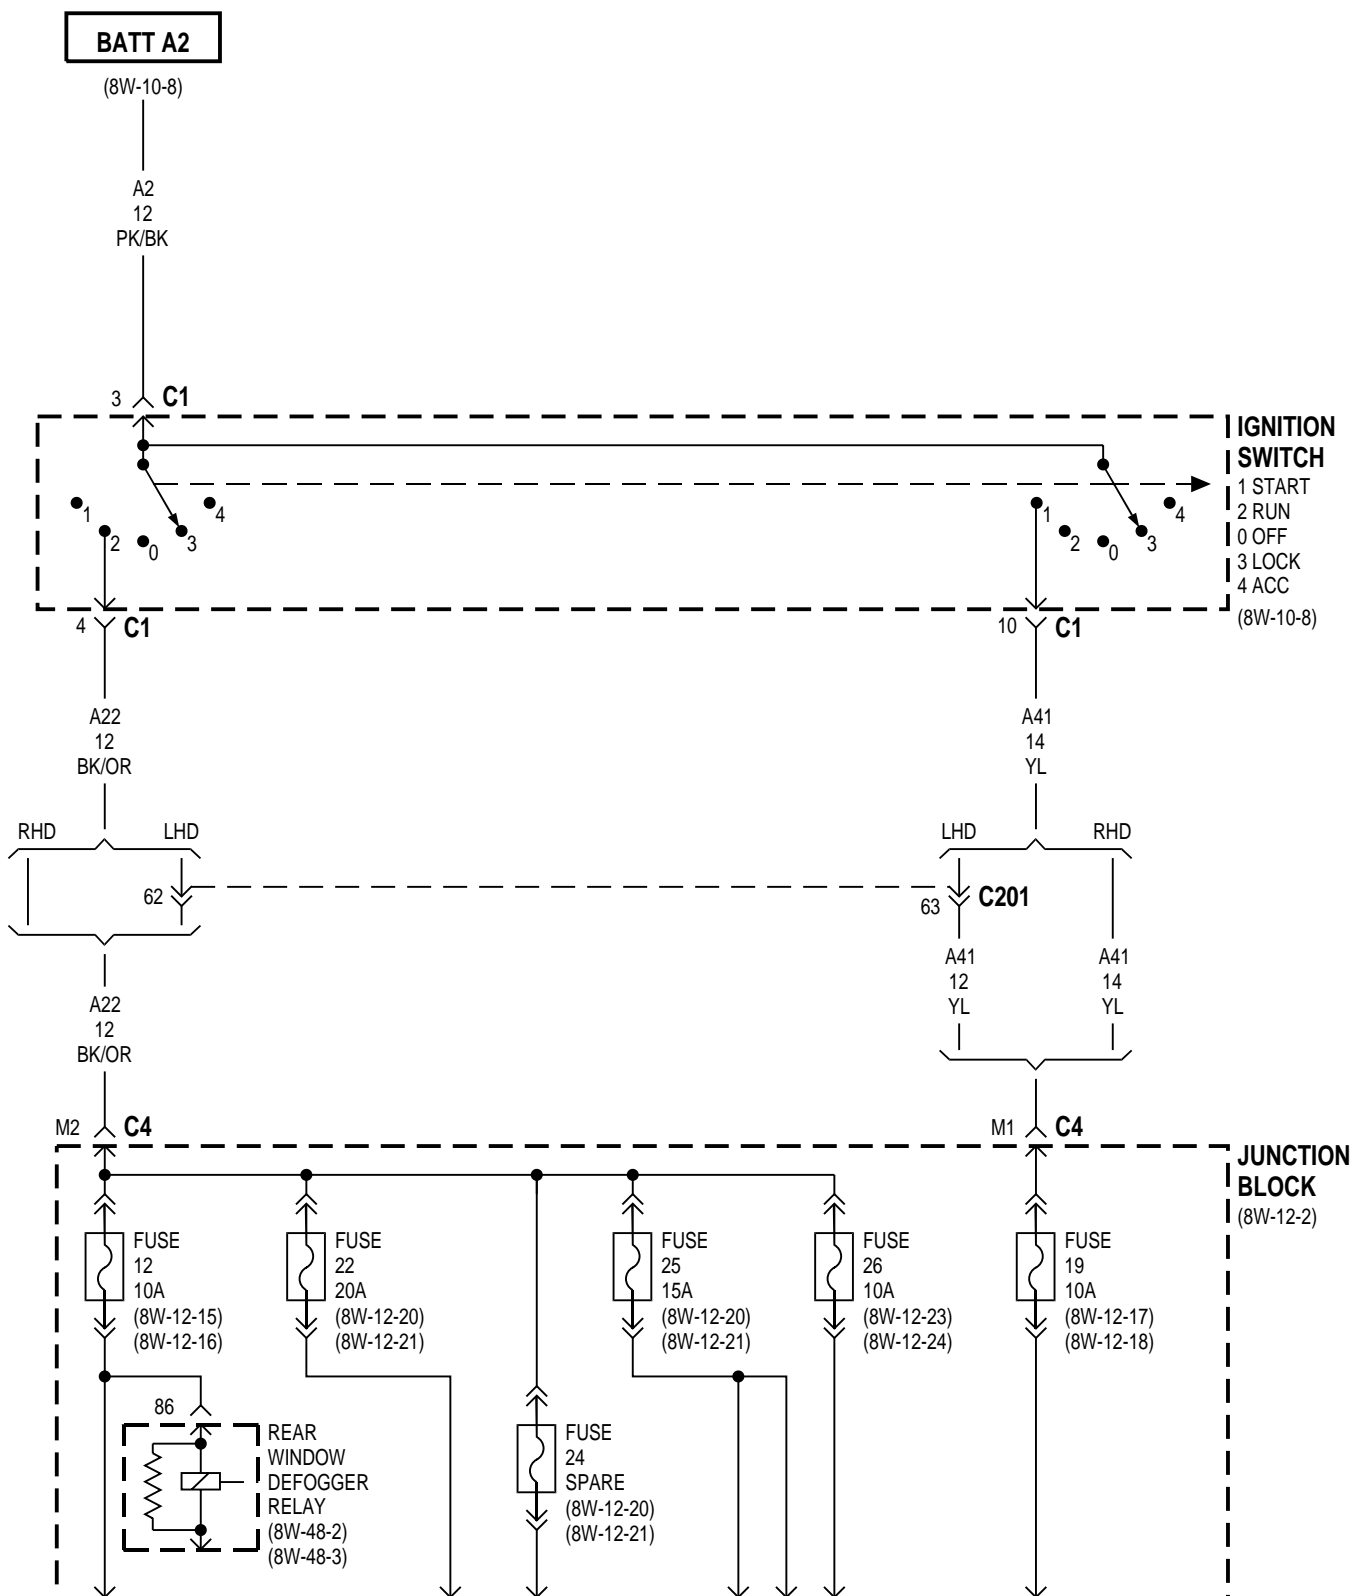 BATT A2
(8W-10-8)
A2
12
PK/BK
3 C1
IGNITION
SWITCH
1 START
2 RUN
0 OFF
3 LOCK
4 ACC
(8W-10-8)
1
2
0
3
4
1
2
0
3
4
4 C1
10 C1
A22
12
BK/OR
A41
14
YL
RHD
LHD
LHD
RHD
62
63 C201
A41
12
YL
A41
14
YL
A22
12
BK/OR
M2 C4
M1 C4
JUNCTION
BLOCK
(8W-12-2)
FUSE
12
10A
(8W-12-15)
(8W-12-16)
FUSE
22
20A
(8W-12-20)
(8W-12-21)
FUSE
25
15A
(8W-12-20)
(8W-12-21)
FUSE
26
10A
(8W-12-23)
(8W-12-24)
FUSE
19
10A
(8W-12-17)
(8W-12-18)
86
REAR
WINDOW
DEFOGGER
RELAY
(8W-48-2)
(8W-48-3)
FUSE
24
SPARE
(8W-12-20)
(8W-12-21)